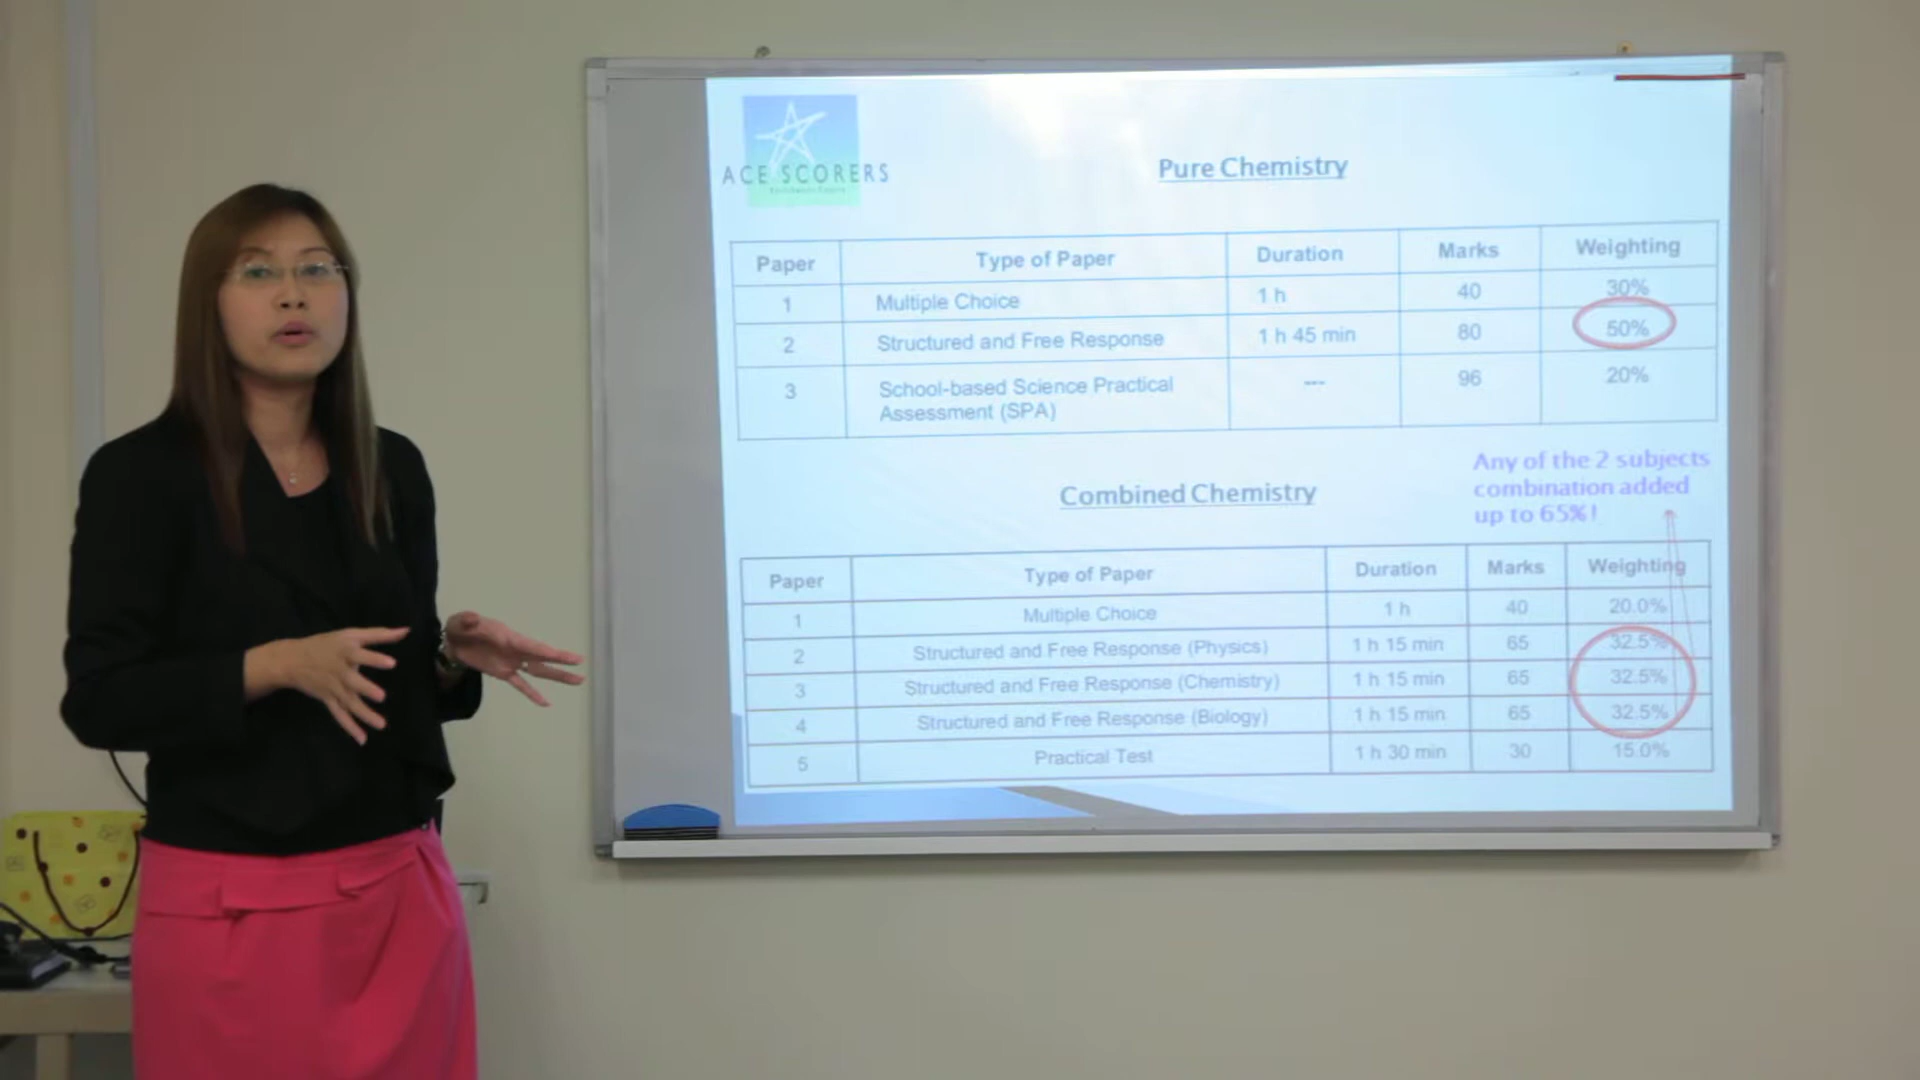 ACE SCORERS
Pure Chemistry
Paper Type of Paper Duration Marks Weighting
1 Multiple Choice 1 h 40 30%
2 Structured and Free Response 1 h 45 min 80 50%
3 School-based Science Practical --- 96 20%
Assessment (SPA)
Any of the 2 subjects
combination added
up to 65%!
Combined Chemistry
Paper Type of Paper Duration Marks Weighting
1 Multiple Choice 1 h 40 20.0%
2 Structured and Free Response (Physics) 1 h 15 min 65 32.5%
3 Structured and Free Response (Chemistry) 1 h 15 min 65 32.5%
4 Structured and Free Response (Biology) 1 h 15 min 65 32.5%
5 Practical Test 1 h 30 min 30 15.0%